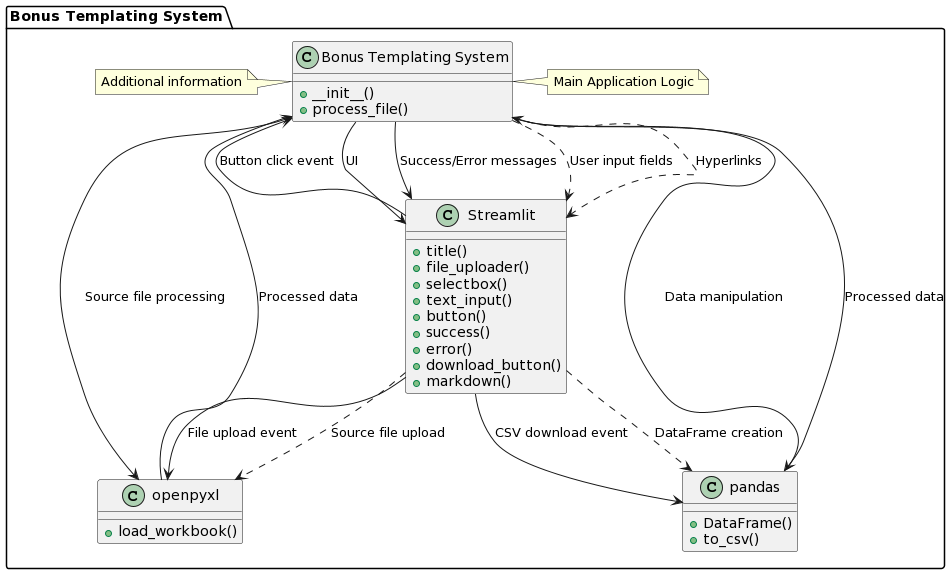 Bonus Templating System
C Bonus Templating System
Additional information
Main Application Logic
__init__()
process_file()
Button click event
UI
Success/Error messages
User input fields
Hyperlinks
C Streamlit
title()
file_uploader()
selectbox()
text_input()
button()
success()
error()
download_button()
markdown()
Source file processing
Processed data
Data manipulation
Processed data
File upload event
Source file upload
CSV download event
DataFrame creation
C openpyxl
load_workbook()
C pandas
DataFrame()
to_csv()